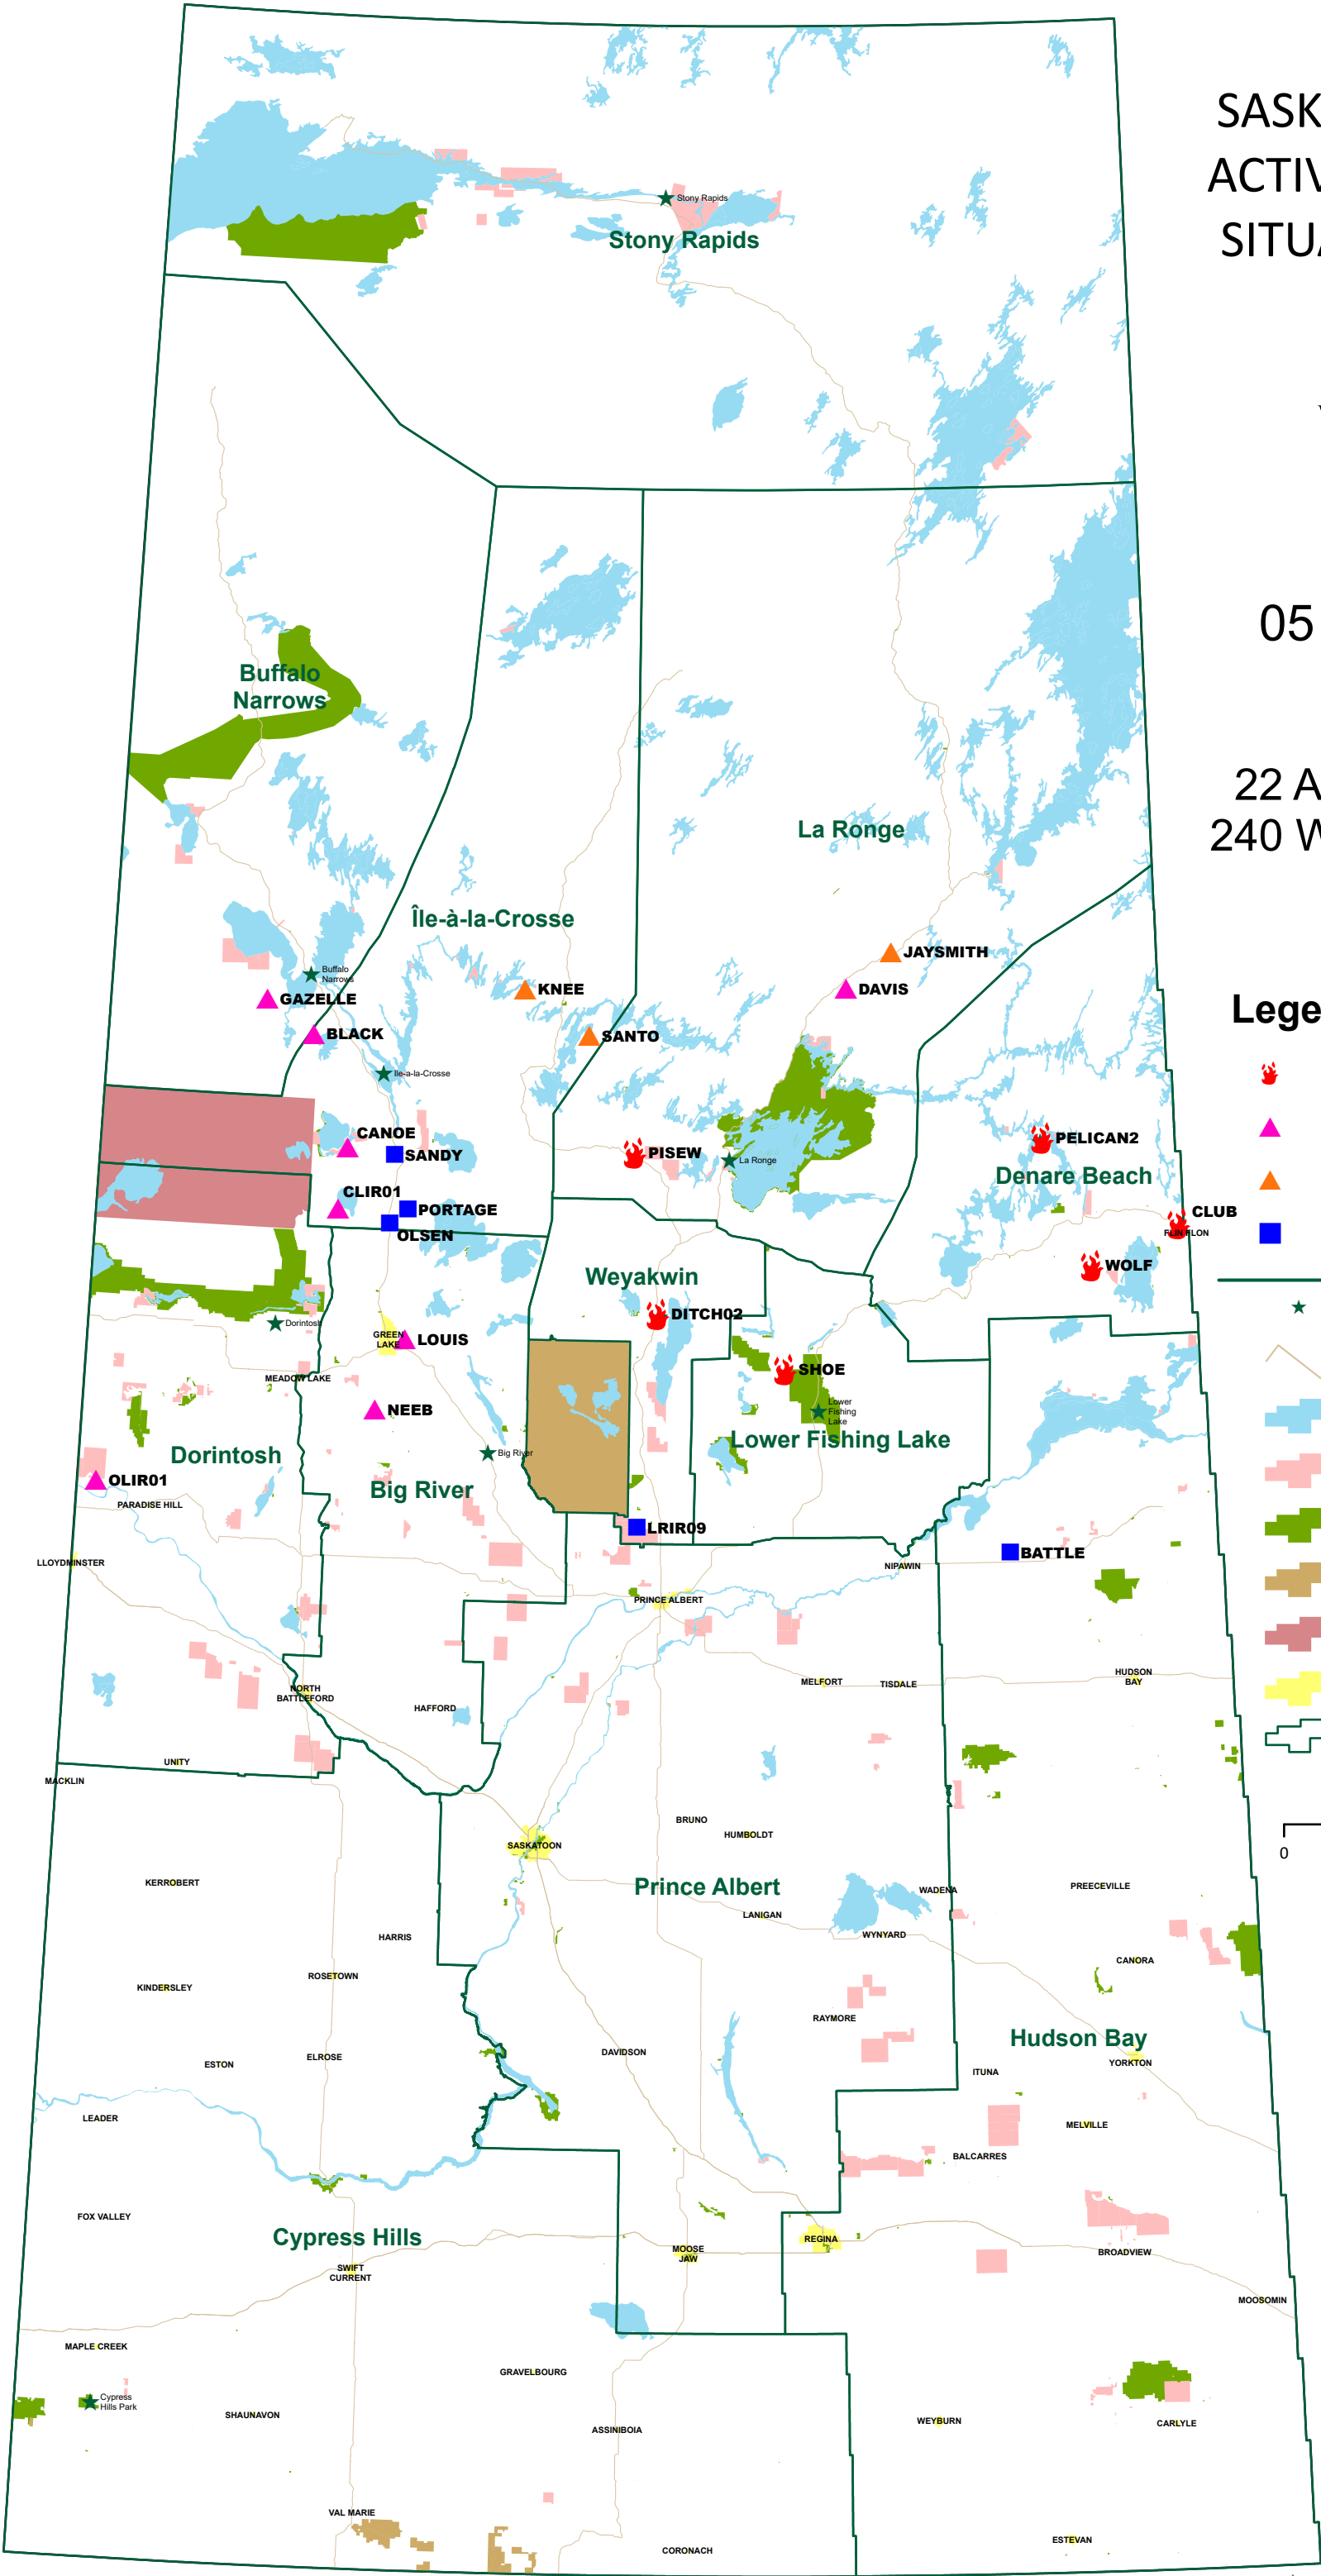 SASK
ACTIV
SITUA
Stony Rapids
Stony Rapids
05
Buffalo
Narrows
22 A
240 W
La Ronge
Île-à-la-Crosse
JAYSMITH
Buffalo
Narrows
KNEE
DAVIS
GAZELLE
Lege
BLACK
SANTO
Ile-a-la-Crosse
CANOE
PELICAN2
SANDY
PISEW
La Ronge
Denare Beach
CLIR01
PORTAGE
CLUB
OLSEN
FLIN FLON
WOLF
Weyakwin
DITCH02
Dorintosh
GREEN
LAKE
LOUIS
SHOE
MEADOW LAKE
Lower
Fishing
Lake
NEEB
Lower Fishing Lake
Dorintosh
Big River
OLIR01
Big River
PARADISE HILL
LRIR09
BATTLE
LLOYDMINSTER
NIPAWIN
PRINCE ALBERT
HUDSON
BAY
MELFORT
TISDALE
NORTH
BATTLEFORD
HAFFORD
UNITY
MACKLIN
BRUNO
HUMBOLDT
SASKATOON
0
KERROBERT
Prince Albert
WADENA
PREECEVILLE
LANIGAN
HARRIS
WYNYARD
CANORA
ROSETOWN
KINDERSLEY
RAYMORE
Hudson Bay
DAVIDSON
ELROSE
ESTON
YORKTON
ITUNA
LEADER
MELVILLE
BALCARRES
FOX VALLEY
Cypress Hills
REGINA
MOOSE
JAW
BROADVIEW
SWIFT
CURRENT
MOOSOMIN
MAPLE CREEK
GRAVELBOURG
Cypress
Hills Park
SHAUNAVON
WEYBURN
CARLYLE
ASSINIBOIA
VAL MARIE
ESTEVAN
CORONACH